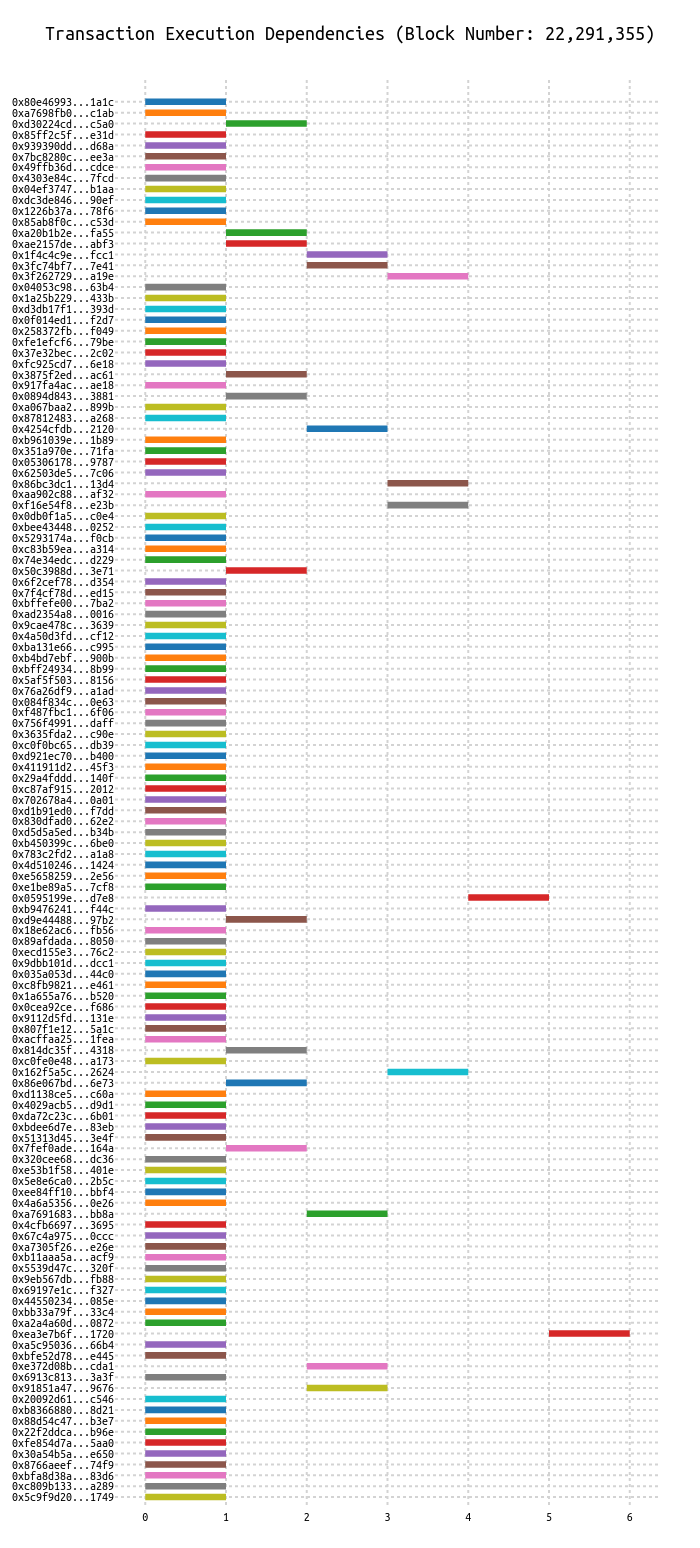 Transaction Execution Dependencies (Block Number: 22,291,355)
0x80e46993...1a1c
0xa7698fb0...c1ab
0xd30224cd...c5a0
0x85ff2c5f...e31d
0x939390dd...d68a
0x7bc8280c...ee3a
0x49ffb36d...cdce
0x4303e84c...7fcd
0x04ef3747...b1aa
0xdc3de846...90ef
0x1226b37a...78f6
0x85ab8f0c...c53d
0xa20b1b2e...fa55
0xae2157de...abf3
0x1f4c4c9e...fcc1
0x3fc74bf7...7e41
0x3f262729...a19e
0x04053c98...63b4
0x1a25b229...433b
0xd3db17f1...393d
0x0f014ed1...f2d7
0x258372fb...f049
0xfe1efcf6...79be
0x37e32bec...2c02
0xfc925cd7...6e18
0x3875f2ed...ac61
0x917fa4ac...ae18
0x0894d843...3881
0xa067baa2...899b
0x87812483...a268
0x4254cfdb...2120
0xb961039e...1b89
0x351a970e...71fa
0x05306178...9787
0x62503de5...7c06
0x86bc3dc1...13d4
0xaa902c88...af32
0xf16e54f8...e23b
0x0db0f1a5...c0e4
0xbee43448...0252
0x5293174a...f0cb
0xc83b59ea...a314
0x74e34edc...d229
0x50c3988d...3e71
0x6f2cef78...d354
0x7f4cf78d...ed15
0xbffefe00...7ba2
0xad2354a8...0016
0x9cae478c...3639
0x4a50d3fd...cf12
0xba131e66...c995
0xb4bd7ebf...900b
0xbff24934...8b99
0x5af5f503...8156
0x76a26df9...a1ad
0x084f834c...0e63
0xf487fbc1...6f06
0x756f4991...daff
0x3635fda2...c90e
0xc0f0bc65...db39
0xd921ec70...b400
0x411911d2...45f3
0x29a4fddd...140f
0xc87af915...2012
0x702678a4...0a01
0xd1b91ed0...f7dd
0x830dfad0...62e2
0xd5d5a5ed...b34b
0xb450399c...6be0
0x783c2fd2...a1a8
0x4d510246...1424
0xe5658259...2e56
0xe1be89a5...7cf8
0x0595199e...d7e8
0xb9476241...f44c
0xd9e44488...97b2
0x18e62ac6...fb56
0x89afdada...8050
0xecd155e3...76c2
0x9dbb101d...dcc1
0x035a053d...44c0
0xc8fb9821...e461
0x1a655a76...b520
0x0cea92ce...f686
0x9112d5fd...131e
0x807f1e12...5a1c
0xacffaa25...1fea
0x814dc35f...4318
0xc0fe0e48...a173
0x162f5a5c...2624
0x86e067bd...6e73
0xd1138ce5...c60a
0x4029acb5...d9d1
0xda72c23c...6b01
0xbdee6d7e...83eb
0x51313d45...3e4f
0x7fef0ade...164a
0x320cee68...dc36
0xe53b1f58...401e
0x5e8e6ca0...2b5c
0xee84ff10...bbf4
0x4a6a5356...0e26
0xa7691683...bb8a
0x4cfb6697...3695
0x67c4a975...0ccc
0xa7305f26...e26e
0xb11aaa5a...acf9
0x5539d47c...320f
0x9eb567db...fb88
0x69197e1c...f327
0x44550234...085e
0xbb33a79f...33c4
0xa2a4a60d...0872
0xea3e7b6f...1720
0xa5c95036...66b4
0xbfe52d78...e445
0xe372d08b...cda1
0x6913c813...3a3f
0x91851a47...9676
0x20092d61...c546
0xb8366880...8d21
0x88d54c47...b3e7
0x22f2ddca...b96e
0xfe854d7a...5aa0
0x30a54b5a...e650
0x8766aeef...74f9
0xbfa8d38a...83d6
0xc809b133...a289
0x5c9f9d20...1749
0 1 2 3 4 5 6